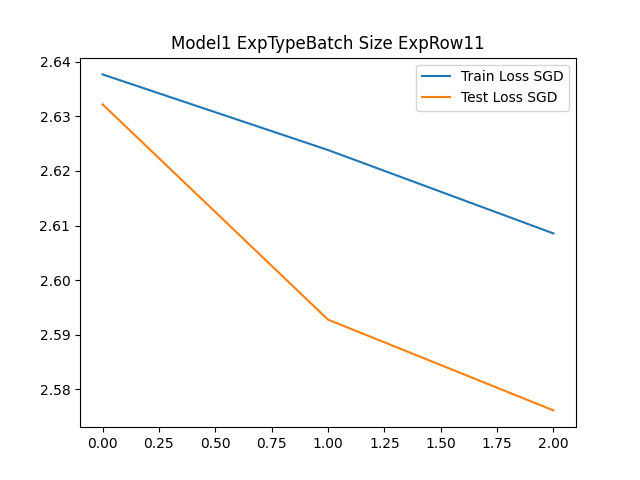 Model1 ExpTypeBatch Size ExpRow11
Train Loss SGD
Test Loss SGD
2.64
2.63
2.62
2.61
2.60
2.59
2.58
0.00 0.25 0.50 0.75 1.00 1.25 1.50 1.75 2.00